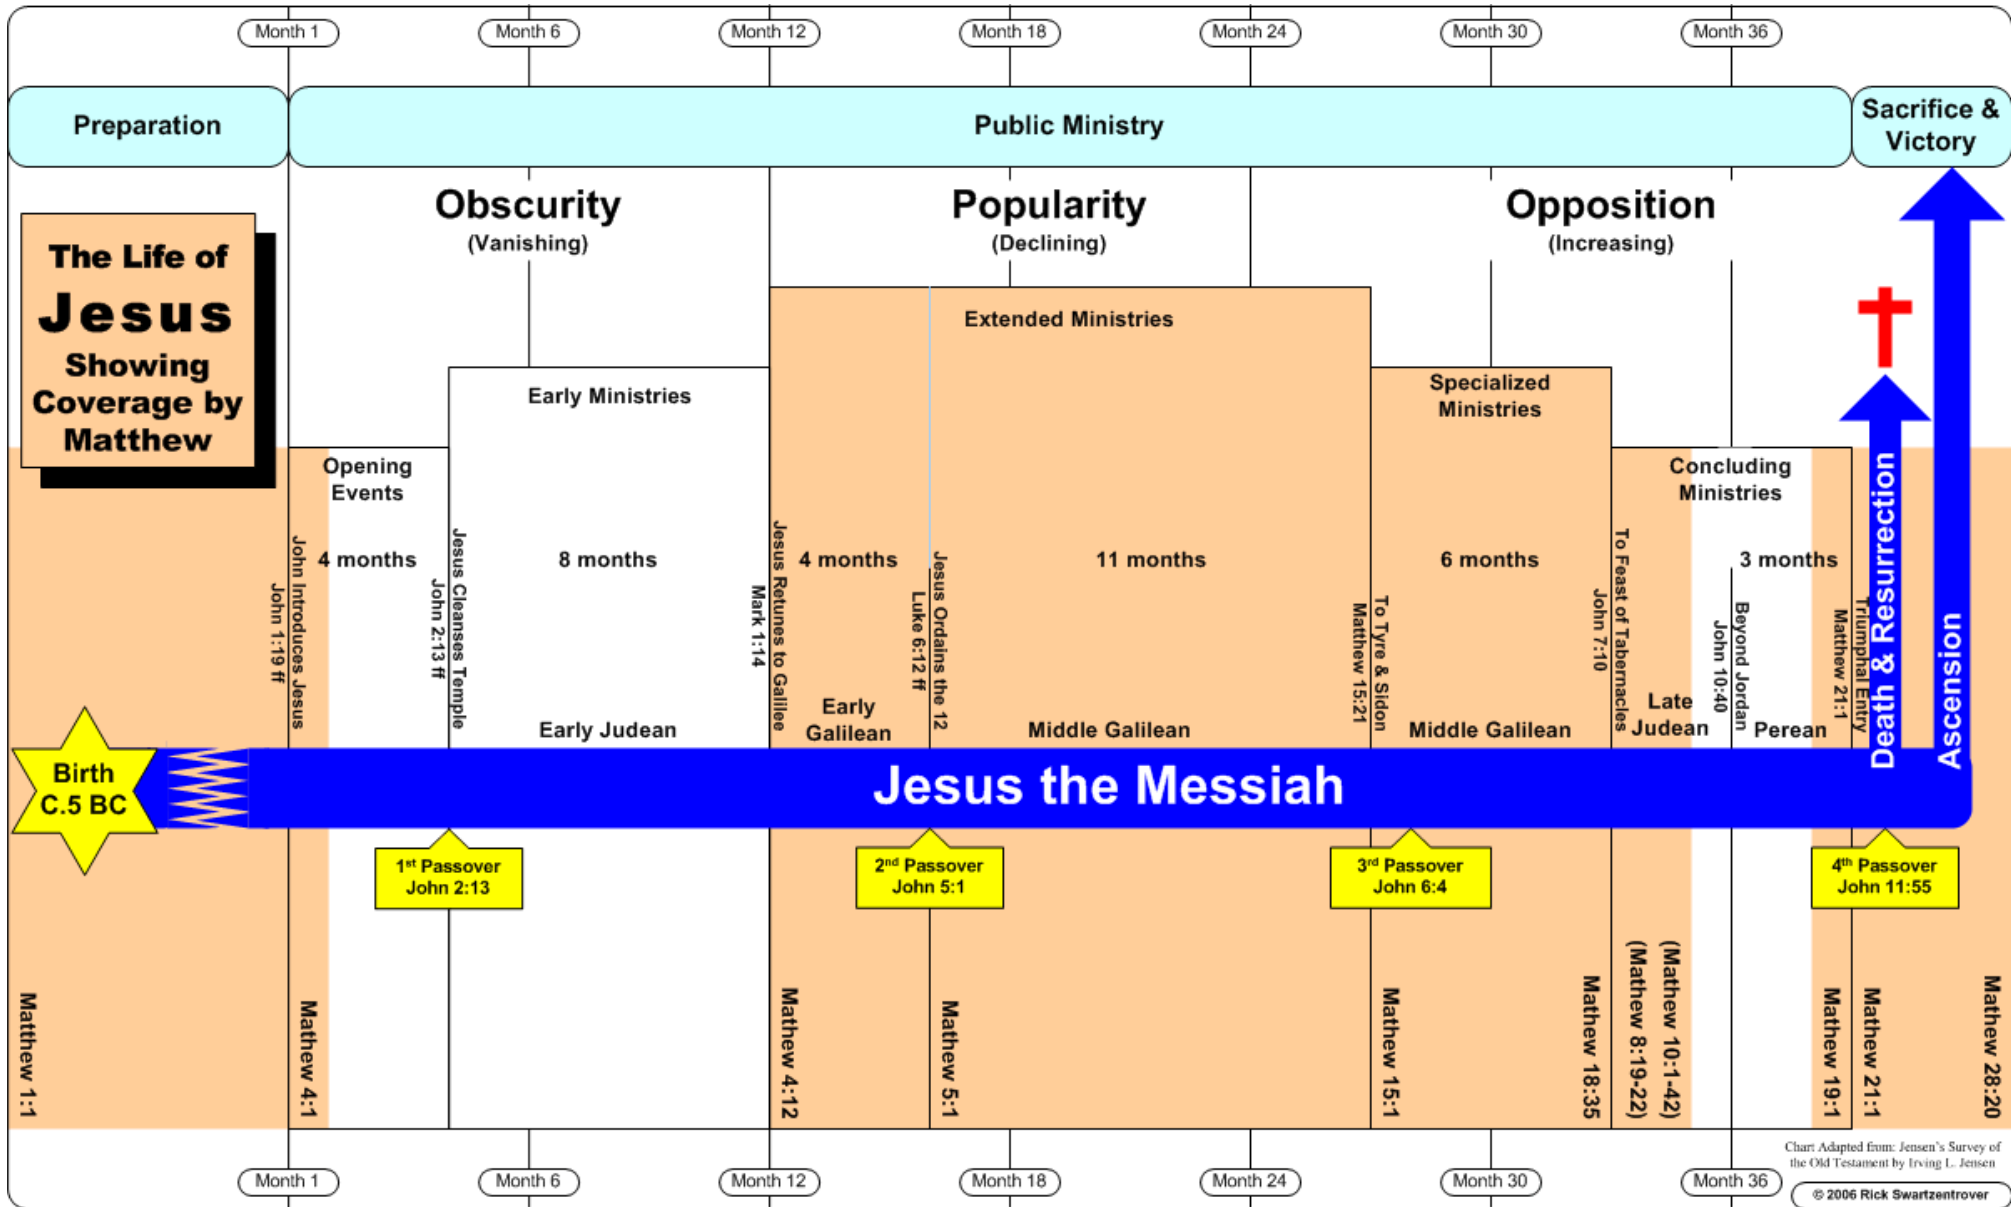 Month 1
Month 6
Month 12
Month 18
Month 24
Month 30
Month 36
Preparation
Public Ministry
Sacrifice &
Victory
Obscurity
(Vanishing)
Popularity
(Declining)
Opposition
(Increasing)
The Life of
Jesus
Showing
Coverage by
Matthew
Extended Ministries
Early Ministries
Specialized
Ministries
Opening
Events
Concluding
Ministries
4 months
8 months
4 months
11 months
6 months
3 months
John Introduces Jesus
John 1:19 ff
Jesus Cleanses Temple
John 2:13 ff
Jesus Retunes to Galilee
Mark 1:14
Jesus Ordains the 12
Luke 6:12 ff
To Tyre & Sidon
Matthew 15:21
To Feast of Tabernacles
John 7:10
Beyond Jordan
John 10:40
Triumphal Entry
Matthew 21:1
Death & Resurrection
Ascension
Early Judean
Early
Galilean
Middle Galilean
Middle Galilean
Late
Judean
Perean
Birth
C.5 BC
Jesus the Messiah
1st Passover
John 2:13
2nd Passover
John 5:1
3rd Passover
John 6:4
4th Passover
John 11:55
Matthew 1:1
Mathew 4:1
Mathew 4:12
Mathew 5:1
Mathew 15:1
Mathew 18:35
(Mathew 8:19-22)
(Mathew 10:1-42)
Mathew 19:1
Mathew 21:1
Mathew 28:20
Chart Adapted from: Jensen's Survey of
the Old Testament by Irving L. Jensen
Month 1
Month 6
Month 12
Month 18
Month 24
Month 30
Month 36
© 2006 Rick Swartzentrover